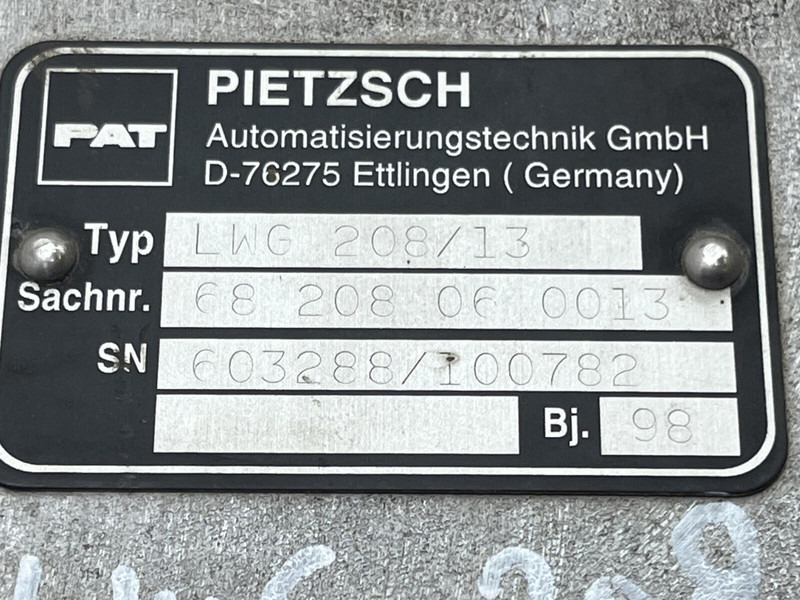 PAT
PIETZSCH
Automatisierungstechnik GmbH
D-76275 Ettlingen ( Germany)
Typ LWG 208/13
Sachnr. 68 208 06 0013
SN 603288/100782
Bj. 98
208